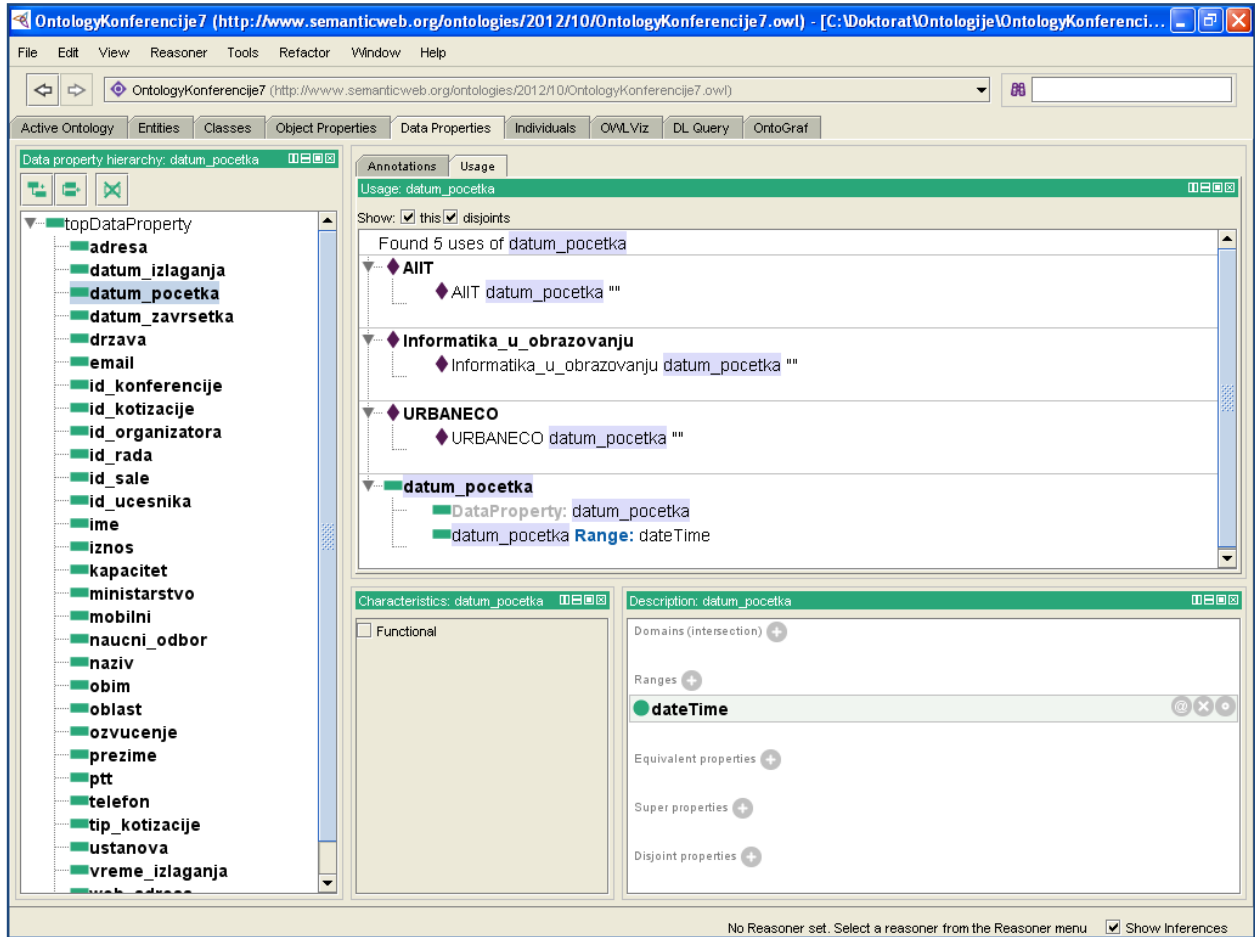 OntologyKonferencije7 (http://www.semanticweb.org/ontologies/2012/10/OntologyKonferencije7.owl) - [C:\Doktorat\Ontologije\OntologyKonferenci...
File Edit View Reasoner Tools Refactor Window Help
OntologyKonferencije7 (http://www.semanticweb.org/ontologies/2012/10/OntologyKonferencije7.owl)
Active Ontology Entities Classes Object Properties Data Properties Individuals OWLViz DL Query OntoGraf
Data property hierarchy: datum_pocetka
topDataProperty
adresa
datum_izlaganja
datum_pocetka
datum_zavrsetka
drzava
email
id_konferencije
id_kotizacije
id_organizatora
id_rada
id_sale
id_ucesnika
ime
iznos
kapacitet
ministarstvo
mobilni
naucni_odbor
naziv
obim
oblast
ozvucenje
prezime
ptt
telefon
tip_kotizacije
ustanova
vreme_izlaganja
Annotations Usage
Usage: datum_pocetka
Show: this disjoints
Found 5 uses of datum_pocetka
AIIT
AIIT datum_pocetka ""
Informatika_u_obrazovanju
Informatika_u_obrazovanju datum_pocetka ""
URBANECO
URBANECO datum_pocetka ""
datum_pocetka
DataProperty: datum_pocetka
datum_pocetka Range: dateTime
Characteristics: datum_pocetka
Functional
Description: datum_pocetka
Domains (intersection)
Ranges
dateTime
Equivalent properties
Super properties
Disjoint properties
No Reasoner set. Select a reasoner from the Reasoner menu Show Inferences